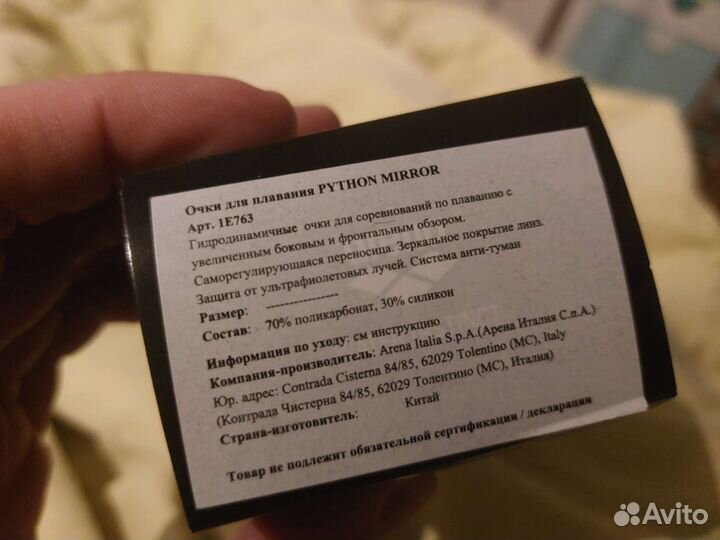 Очки для плавания PYTHON MIRROR
Арт. 1E763
Гидродинамичные очки для соревнований по плаванию с
увеличенным боковым и фронтальным обзором.
Саморегулирующаяся переносица. Зеркальное покрытие линз.
Защита от ультрафиолетовых лучей. Система анти-туман
Размер: ----------------
Состав: 70% поликарбонат, 30% силикон
Информация по уходу: см инструкцию
Компания-производитель: Arena Italia S.p.A.(Арена Италия С.п.А.)
Юр. адрес: Contrada Cisterna 84/85, 62029 Tolentino (MC), Italy
(Контрада Чистерна 84/85, 62029 Толентино (МС), Италия)
Страна-изготовитель: Китай
Товар не подлежит обязательной сертификации / декларации
Avito